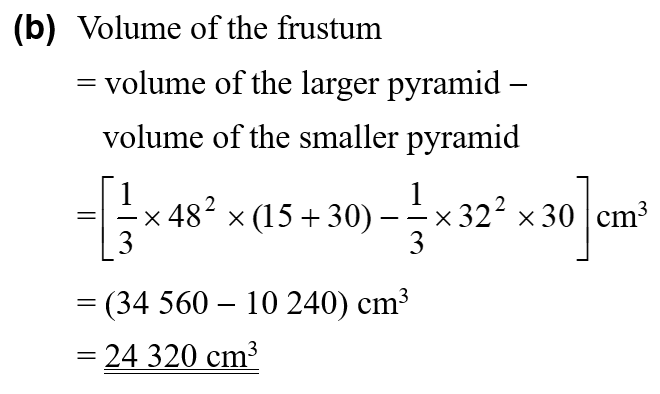 (b) Volume of the frustum
= volume of the larger pyramid –
volume of the smaller pyramid
= [1/3 × 48² × (15 + 30) – 1/3 × 32² × 30] cm³
= (34 560 – 10 240) cm³
= 24 320 cm³